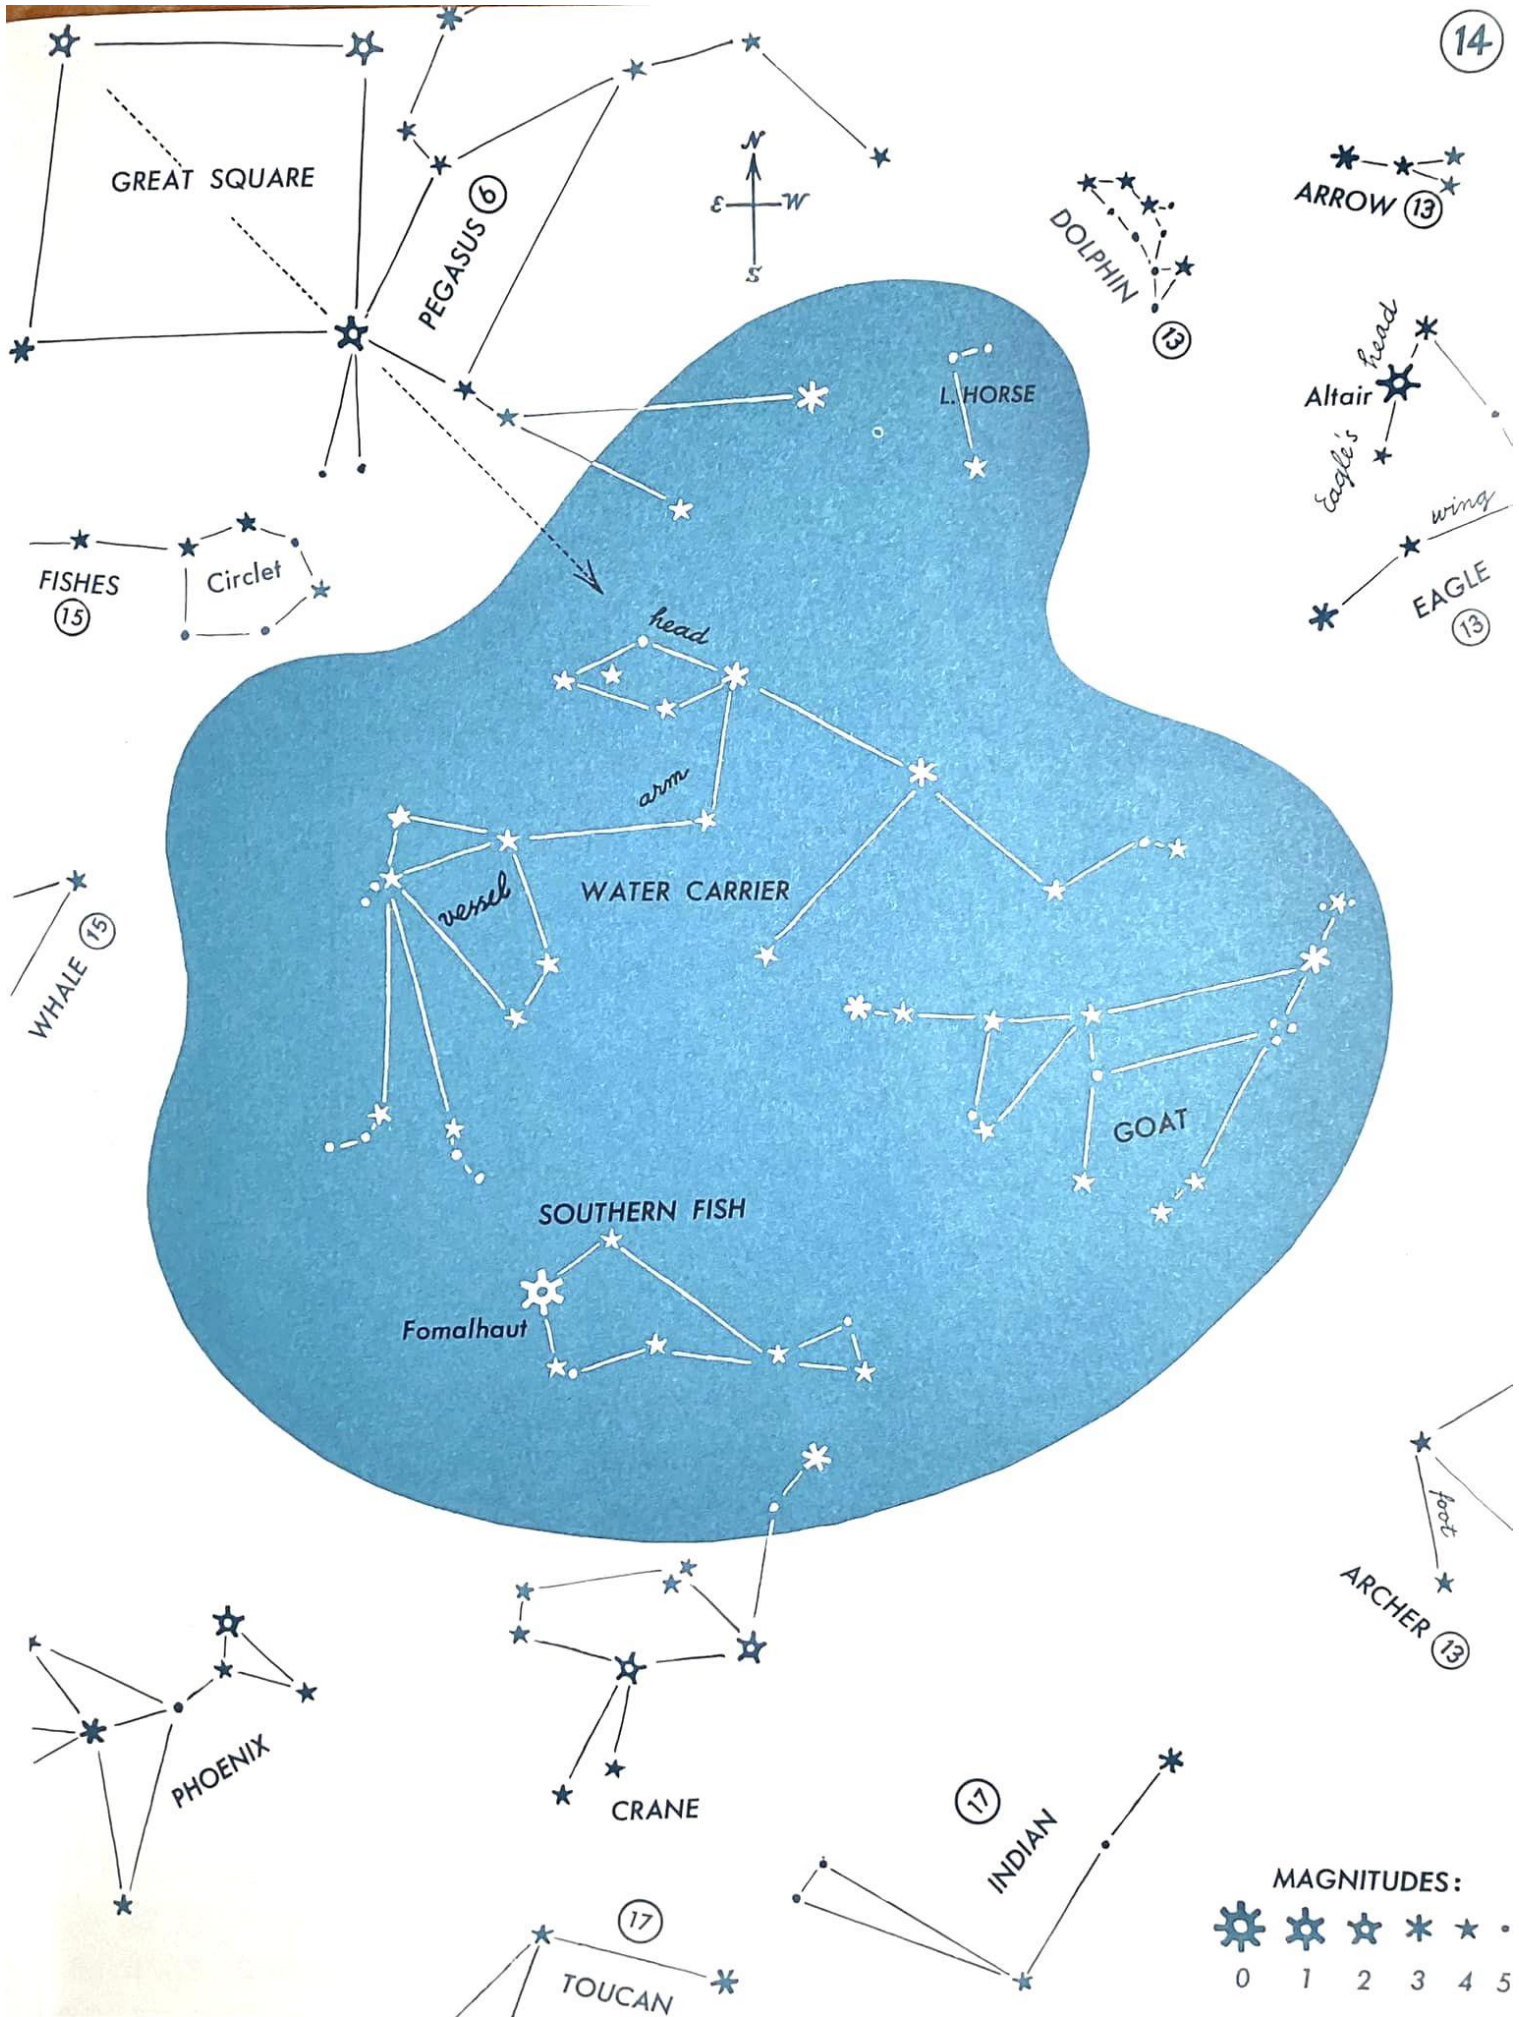 14
GREAT SQUARE
PEGASUS 6
N
E W
S
DOLPHIN
13
ARROW 13
head
Altair
Eagle's
wing
EAGLE
13
L. HORSE
FISHES
15
Circlet
head
arm
vessel
WATER CARRIER
WHALE 15
GOAT
SOUTHERN FISH
Fomalhaut
foot
ARCHER 13
PHOENIX
CRANE
17
INDIAN
17
TOUCAN
MAGNITUDES:
0 1 2 3 4 5